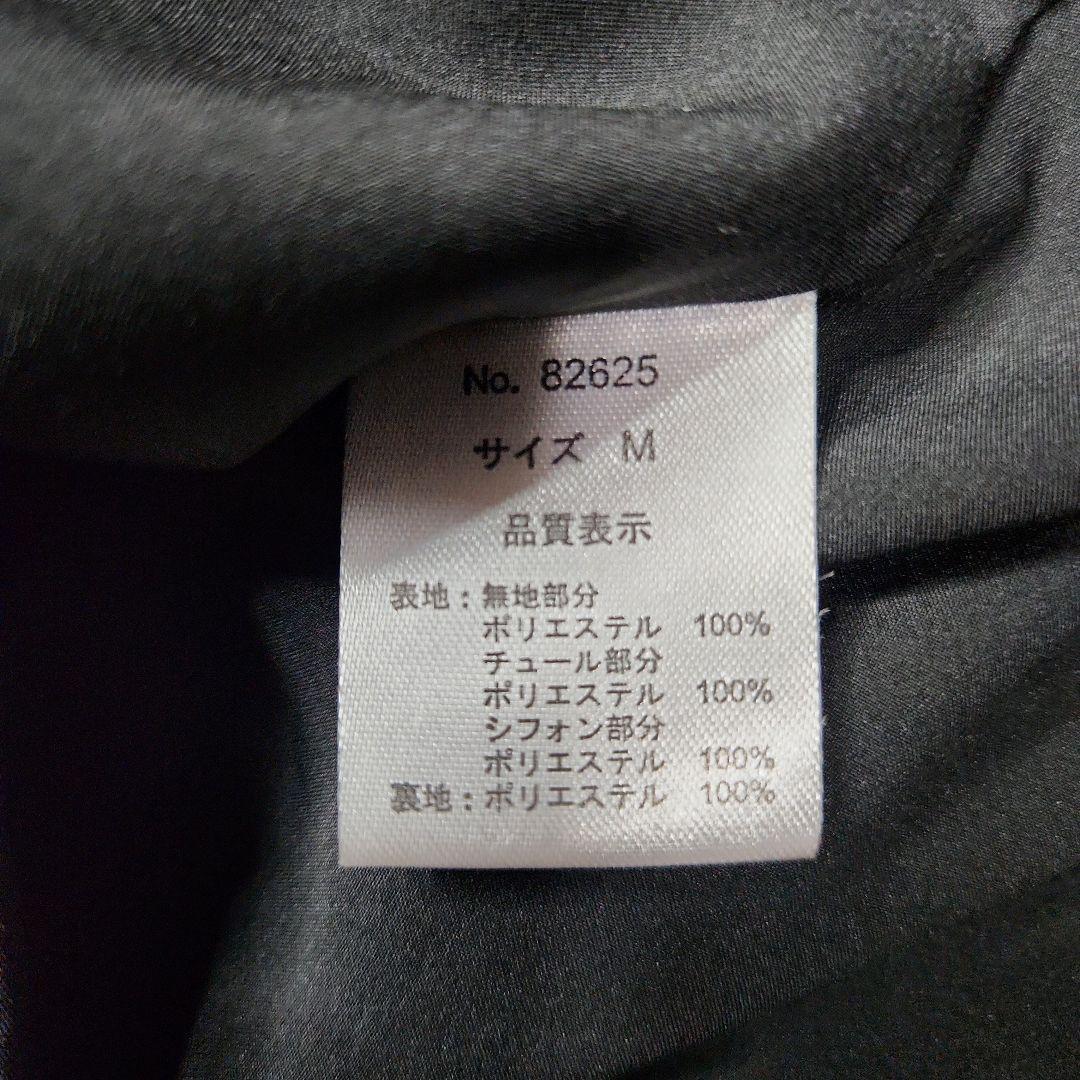 No. 82625
サイズ M
品質表示
表地：無地部分
ポリエステル 100%
チュール部分
ポリエステル 100%
シフォン部分
ポリエステル 100%
裏地：ポリエステル 100%